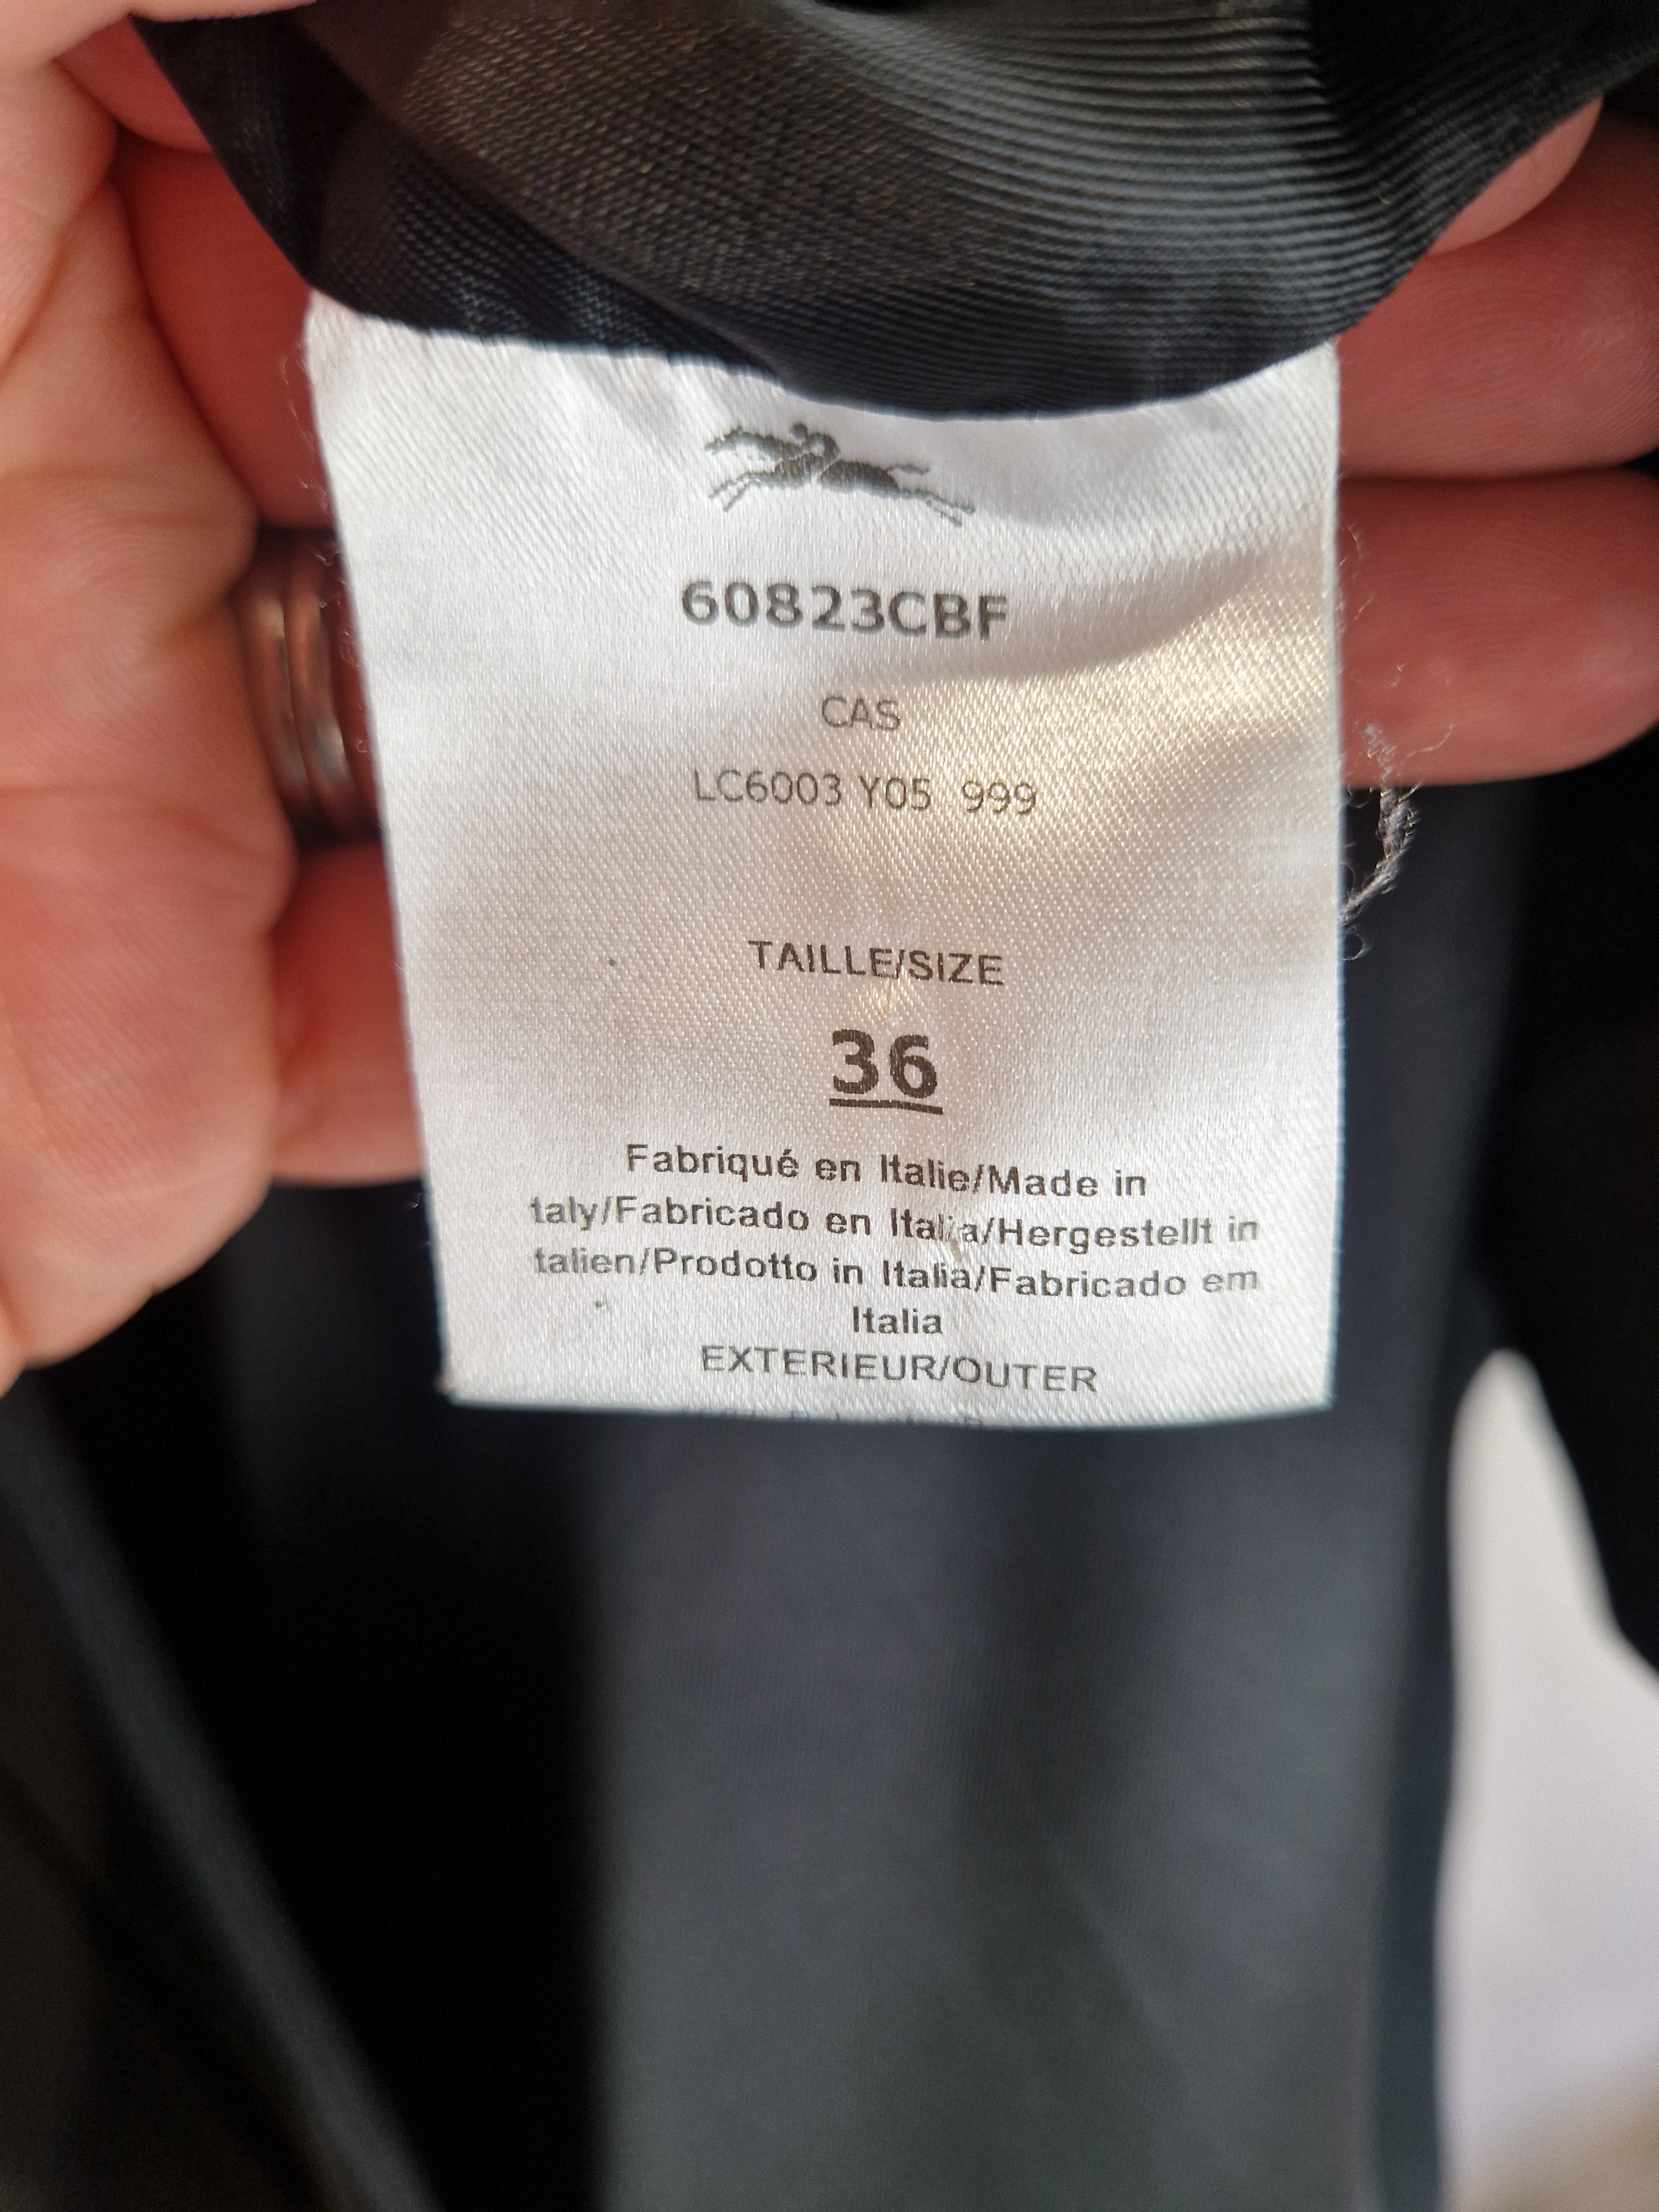 60823CBF
CAS
LC6003 Y05 999
TAILLE/SIZE
36
Fabriqué en Italie/Made in
taly/Fabricado en Italia/Hergestellt in
talien/Prodotto in Italia/Fabricado em
Italia
EXTERIEUR/OUTER